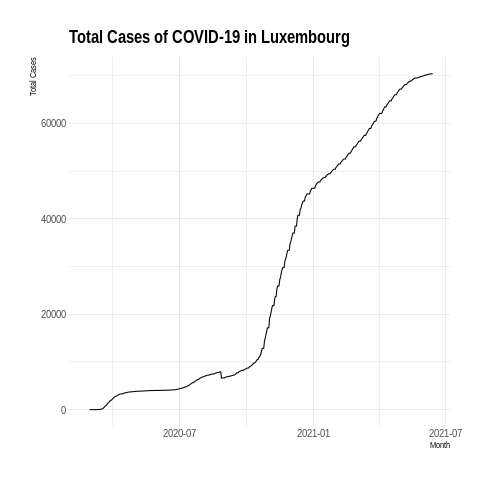 Total Cases of COVID-19 in Luxembourg
Total Cases
60000
40000
20000
0
2020-07
2021-01
2021-07
Month